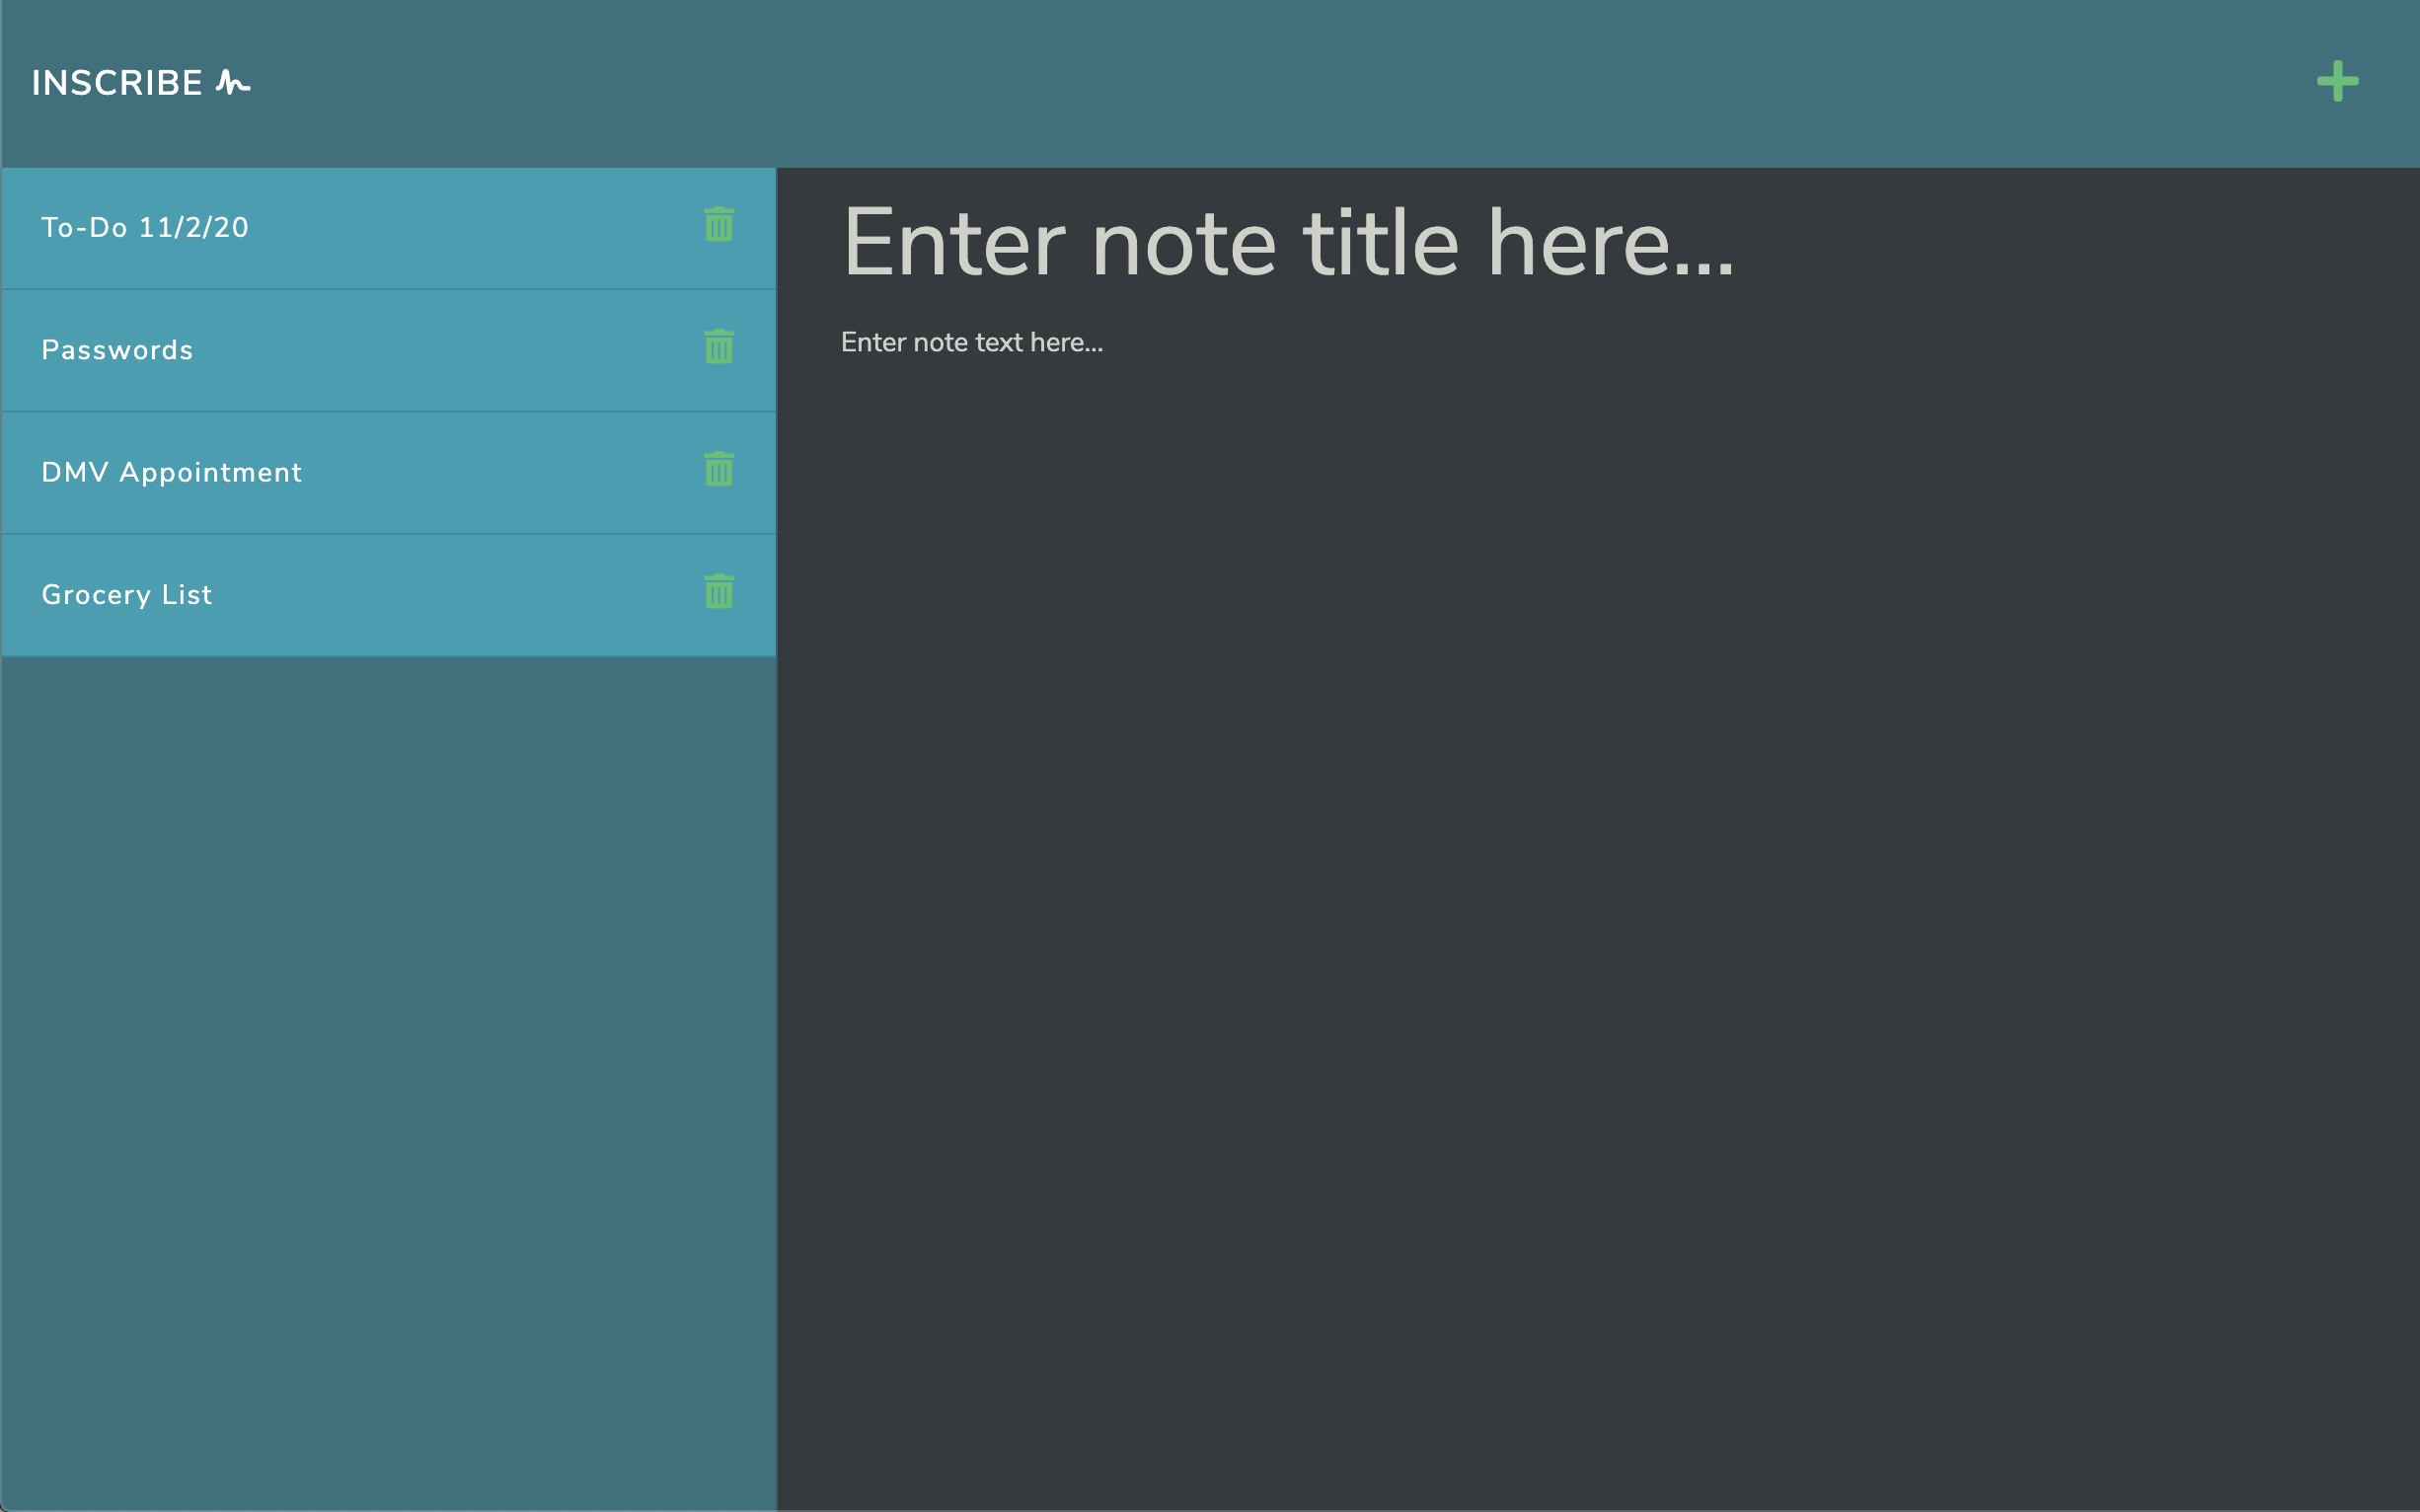 INSCRIBE
To-Do 11/2/20
Passwords
DMV Appointment
Grocery List
Enter note title here...
Enter note text here...